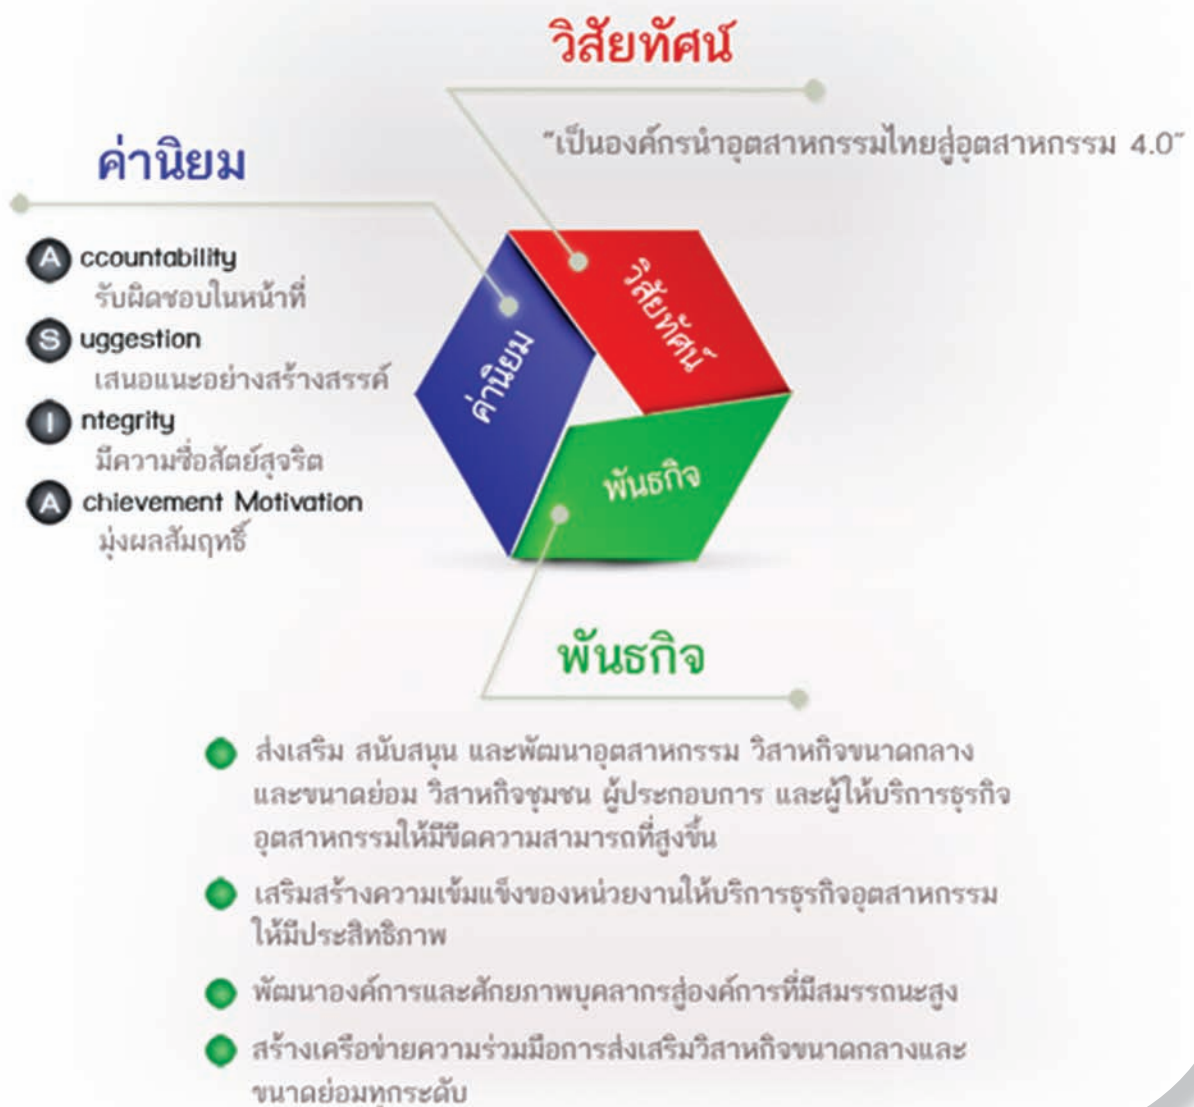 วิสัยทัศน์
"เป็นองค์กรนำอุตสาหกรรมไทยสู่อุตสาหกรรม 4.0"
ค่านิยม
Accountability
รับผิดชอบในหน้าที่
Suggestion
เสนอแนะอย่างสร้างสรรค์
Integrity
มีความซื่อสัตย์สุจริต
Achievement Motivation
มุ่งผลสัมฤทธิ์
วิสัยทัศน์
ค่านิยม
พันธกิจ
พันธกิจ
ส่งเสริม สนับสนุน และพัฒนาอุตสาหกรรม วิสาหกิจขนาดกลาง
และขนาดย่อม วิสาหกิจชุมชน ผู้ประกอบการ และผู้ให้บริการธุรกิจ
อุตสาหกรรมให้มีขีดความสามารถที่สูงขึ้น
เสริมสร้างความเข้มแข็งของหน่วยงานให้บริการธุรกิจอุตสาหกรรม
ให้มีประสิทธิภาพ
พัฒนาองค์การและศักยภาพบุคลากรสู่องค์การที่มีสมรรถนะสูง
สร้างเครือข่ายความร่วมมือการส่งเสริมวิสาหกิจขนาดกลางและ
ขนาดย่อมทุกระดับ